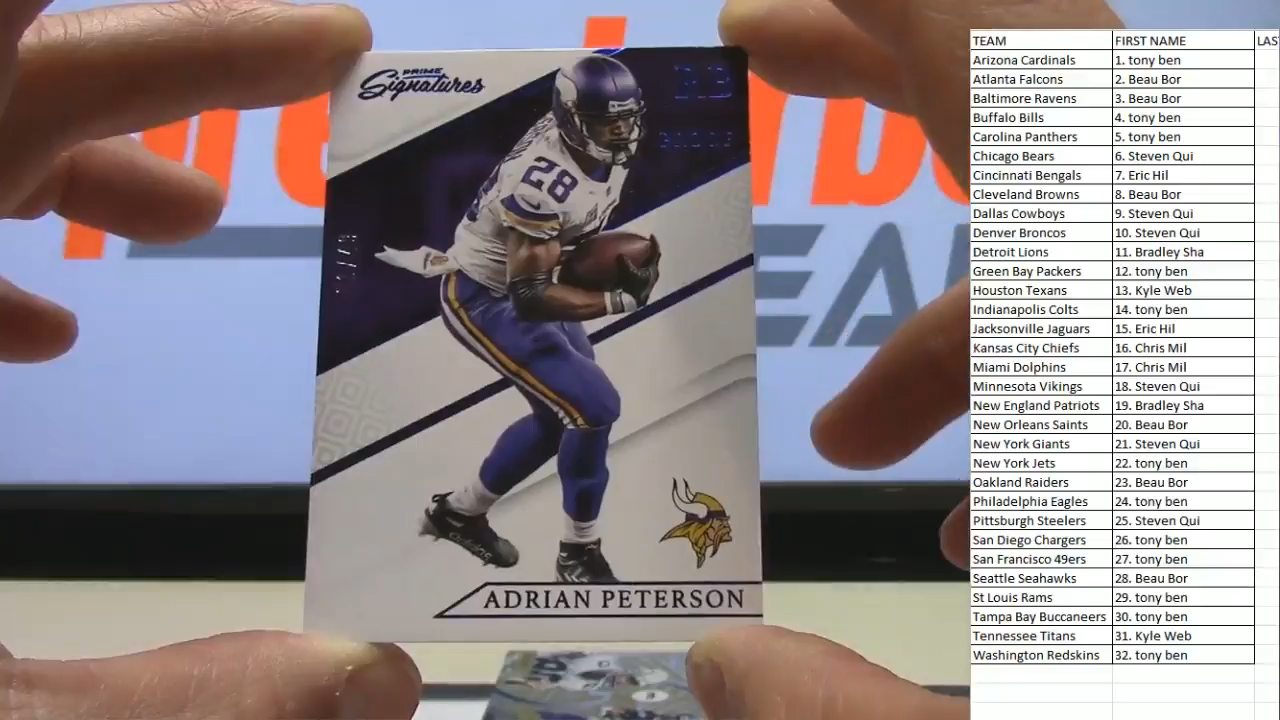 PRIME
Signatures
RB
28
ADRIAN PETERSON
TEAM FIRST NAME LAS
Arizona Cardinals 1. tony ben
Atlanta Falcons 2. Beau Bor
Baltimore Ravens 3. Beau Bor
Buffalo Bills 4. tony ben
Carolina Panthers 5. tony ben
Chicago Bears 6. Steven Qui
Cincinnati Bengals 7. Eric Hil
Cleveland Browns 8. Beau Bor
Dallas Cowboys 9. Steven Qui
Denver Broncos 10. Steven Qui
Detroit Lions 11. Bradley Sha
Green Bay Packers 12. tony ben
Houston Texans 13. Kyle Web
Indianapolis Colts 14. tony ben
Jacksonville Jaguars 15. Eric Hil
Kansas City Chiefs 16. Chris Mil
Miami Dolphins 17. Chris Mil
Minnesota Vikings 18. Steven Qui
New England Patriots 19. Bradley Sha
New Orleans Saints 20. Beau Bor
New York Giants 21. Steven Qui
New York Jets 22. tony ben
Oakland Raiders 23. Beau Bor
Philadelphia Eagles 24. tony ben
Pittsburgh Steelers 25. Steven Qui
San Diego Chargers 26. tony ben
San Francisco 49ers 27. tony ben
Seattle Seahawks 28. Beau Bor
St Louis Rams 29. tony ben
Tampa Bay Buccaneers 30. tony ben
Tennessee Titans 31. Kyle Web
Washington Redskins 32. tony ben